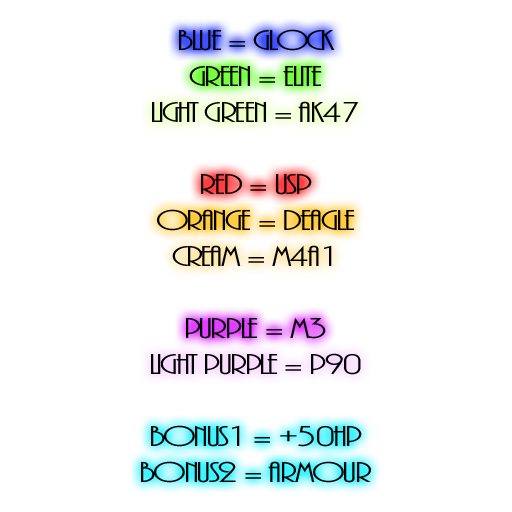 BLUE = GLOCK
GREEN = ELITE
LIGHT GREEN = AK47
RED = USP
ORANGE = DEAGLE
CREAM = M4A1
PURPLE = M3
LIGHT PURPLE = P90
BONUS1 = +50HP
BONUS2 = ARMOUR